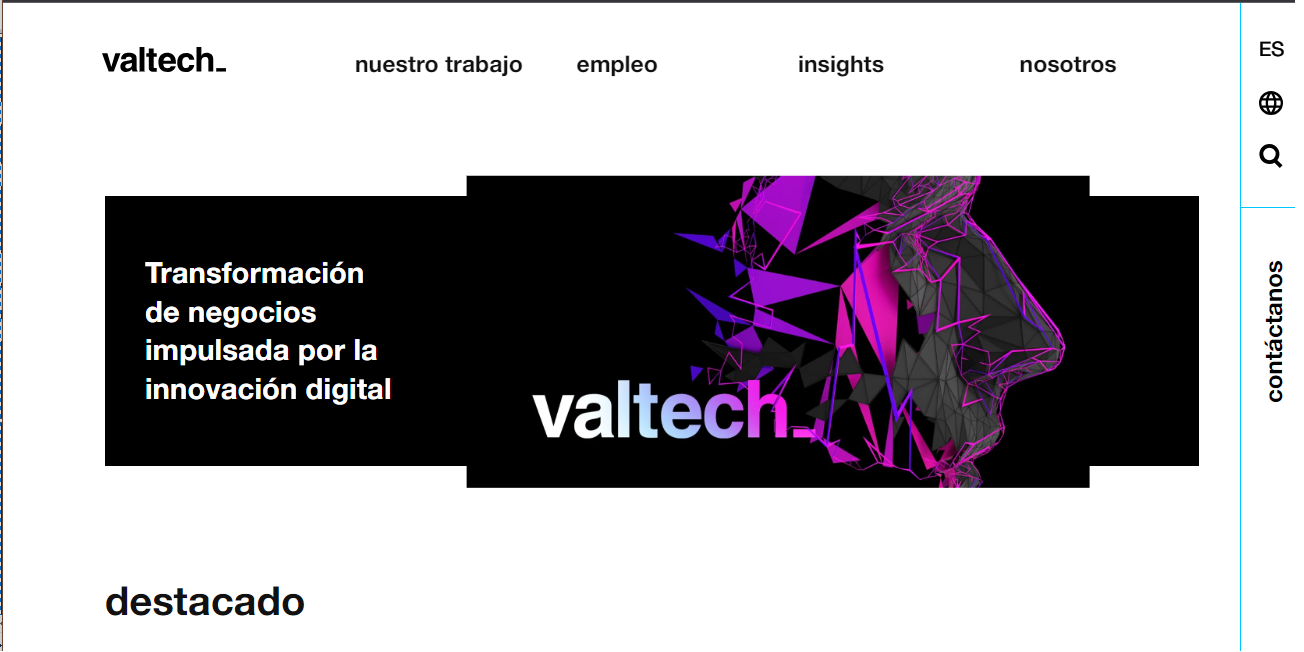 valtech_
nuestro trabajo
empleo
insights
nosotros
ES
contáctanos
Transformación
de negocios
impulsada por la
innovación digital
valtech_
destacado